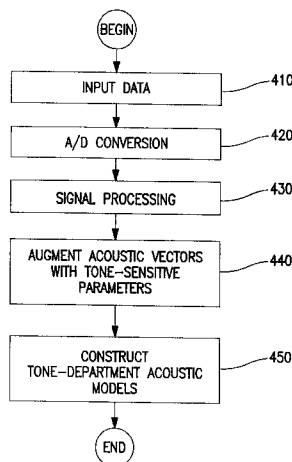 BEGIN
INPUT DATA
410
A/D CONVERSION
420
SIGNAL PROCESSING
430
AUGMENT ACOUSTIC VECTORS
WITH TONE-SENSITIVE
PARAMETERS
440
CONSTRUCT
TONE-DEPARTMENT ACOUSTIC
MODELS
450
END